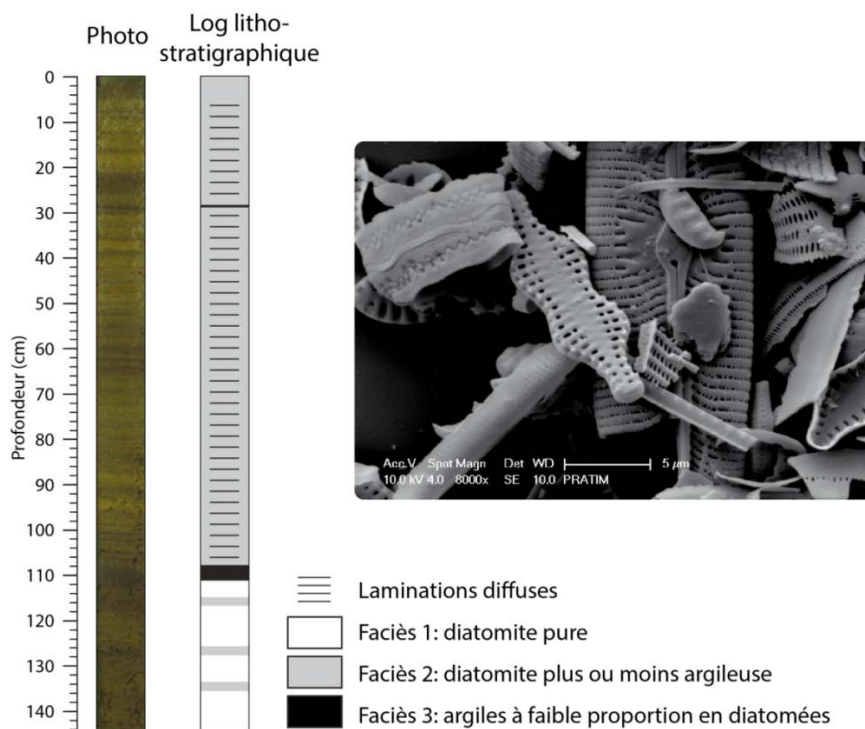 Photo
Log litho-
stratigraphique
0
10
20
30
40
50
60
70
80
90
100
110
120
130
140
Profondeur (cm)
Acc.V Spot Magn Det WD 5 µm
10.0 kV 4.0 8000x SE 10.0 PRATIM
Laminations diffuses
Faciès 1: diatomite pure
Faciès 2: diatomite plus ou moins argileuse
Faciès 3: argiles à faible proportion en diatomées